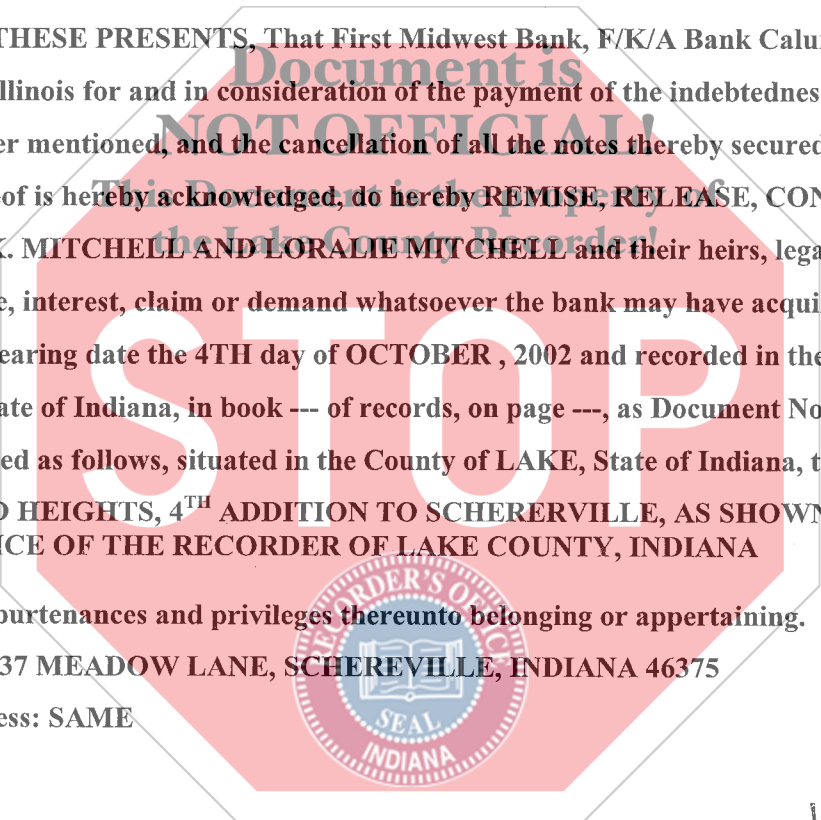 THESE PRESENTS, That First Midwest Bank, F/K/A Bank Calu
Document is
llinois for and in consideration of the payment of the indebtednes
NOT OFFICIAL!
er mentioned, and the cancellation of all the notes thereby secured
This Document is the property of
of is hereby acknowledged, do hereby REMISE, RELEASE, CON
the Lake County Recorder!
K. MITCHELL AND LORALIE MITCHELL and their heirs, lega
e, interest, claim or demand whatsoever the bank may have acqui
earing date the 4TH day of OCTOBER , 2002 and recorded in the
STOP
ate of Indiana, in book --- of records, on page ---, as Document No
ed as follows, situated in the County of LAKE, State of Indiana, t
HEIGHTS, 4TH ADDITION TO SCHERERVILLE, AS SHOWN
ICE OF THE RECORDER OF LAKE COUNTY, INDIANA
purtenances and privileges thereunto belonging or appertaining.
37 MEADOW LANE, SCHEREVILLE, INDIANA 46375
ess: SAME
RECORDER'S OFFICE
SEAL
INDIANA